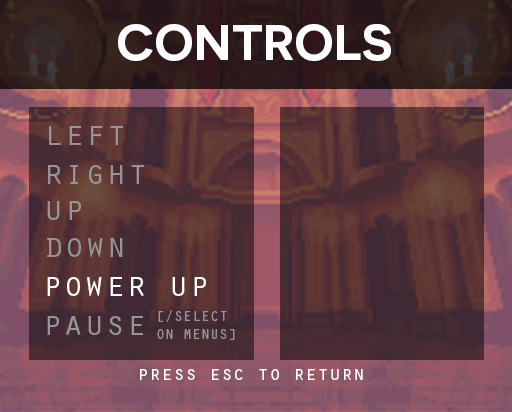 CONTROLS
LEFT
RIGHT
UP
DOWN
POWER UP
PAUSE [/SELECT
ON MENUS]
PRESS ESC TO RETURN